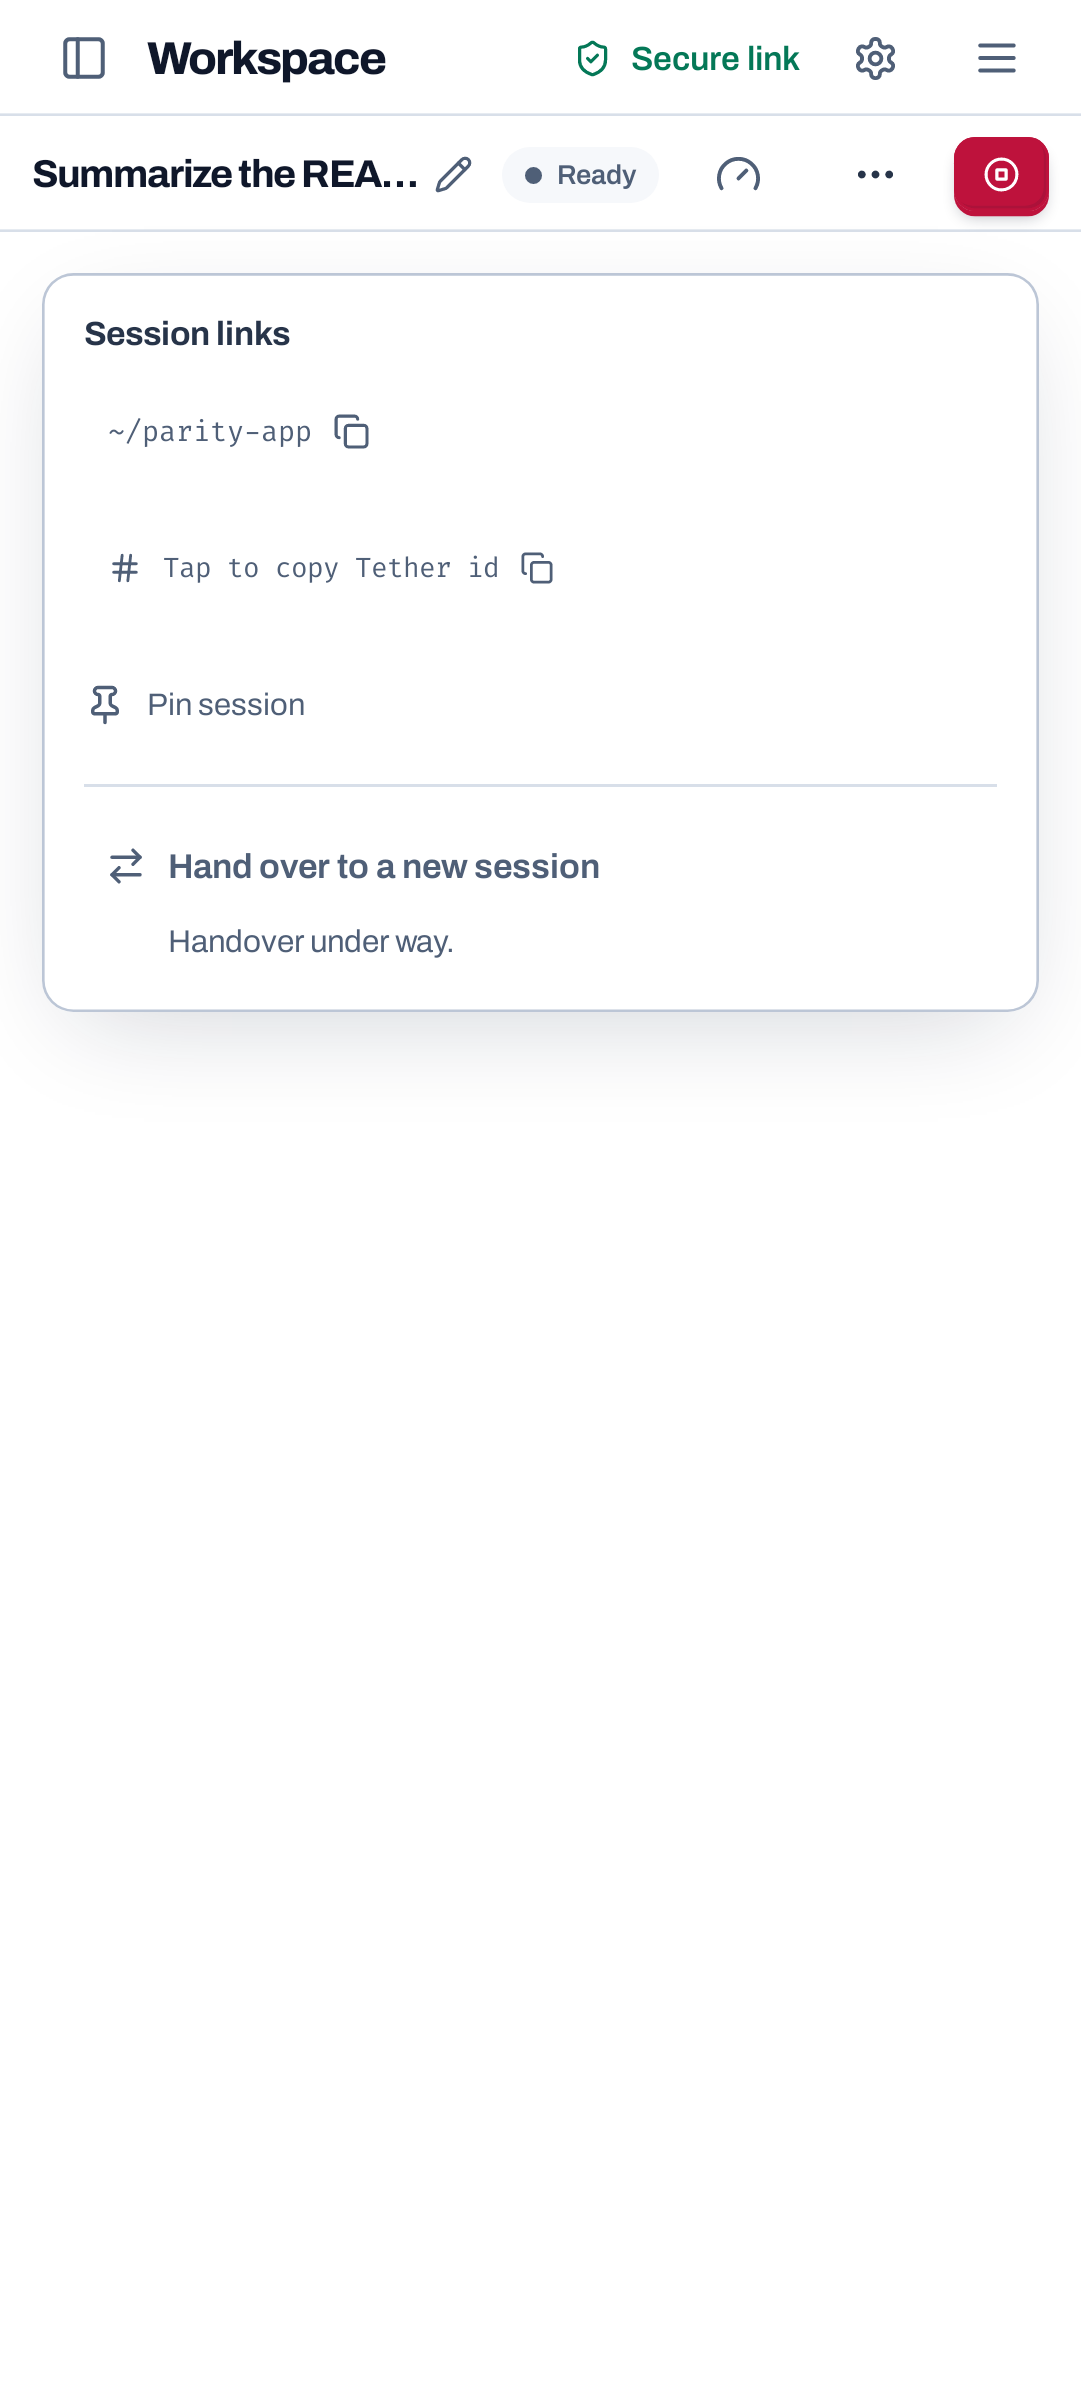 Workspace
Secure link
Summarize the REA...
Ready
Session links
~/parity-app
# Tap to copy Tether id
Pin session
Hand over to a new session
Handover under way.